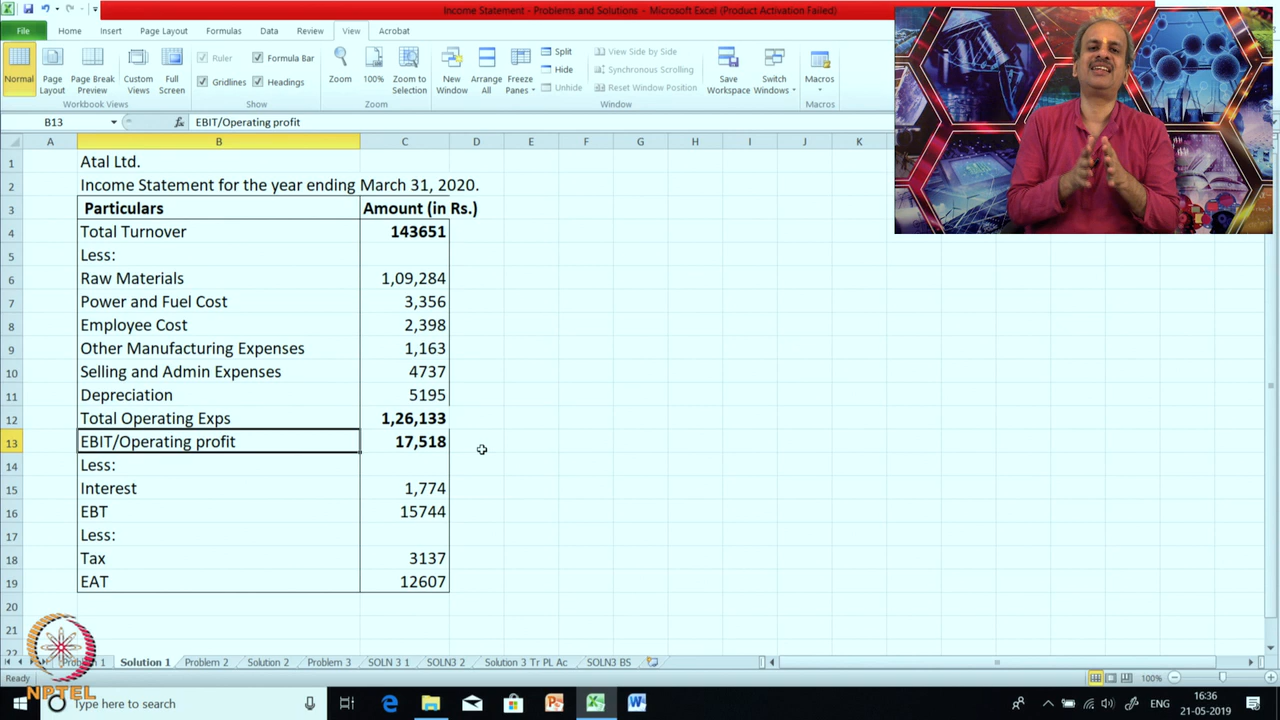 Income Statement - Problems and Solutions - Microsoft Excel (Product Activation Failed)
File Home Insert Page Layout Formulas Data Review View Acrobat
Normal Page Layout Page Break Preview Custom Views Full Screen
Workbook Views
Ruler Formula Bar
Gridlines Headings
Show
Zoom 100% Zoom to Selection
Zoom
New Window Arrange All Freeze Panes
Split
Hide
Unhide
View Side by Side
Synchronous Scrolling
Reset Window Position
Window
Save Workspace Switch Windows
Macros
Macros
B13 fx EBIT/Operating profit
A B C D E F G H I J K
1 Atal Ltd.
2 Income Statement for the year ending March 31, 2020.
3 Particulars Amount (in Rs.)
4 Total Turnover 143651
5 Less:
6 Raw Materials 1,09,284
7 Power and Fuel Cost 3,356
8 Employee Cost 2,398
9 Other Manufacturing Expenses 1,163
10 Selling and Admin Expenses 4737
11 Depreciation 5195
12 Total Operating Exps 1,26,133
13 EBIT/Operating profit 17,518
14 Less:
15 Interest 1,774
16 EBT 15744
17 Less:
18 Tax 3137
19 EAT 12607
20
21
22
Solution 1 Problem 2 Solution 2 Problem 3 SOLN 3 1 SOLN3 2 Solution 3 Tr PL Ac SOLN3 BS
Ready 100%
NPTEL
Type here to search ENG 16:36
21-05-2019